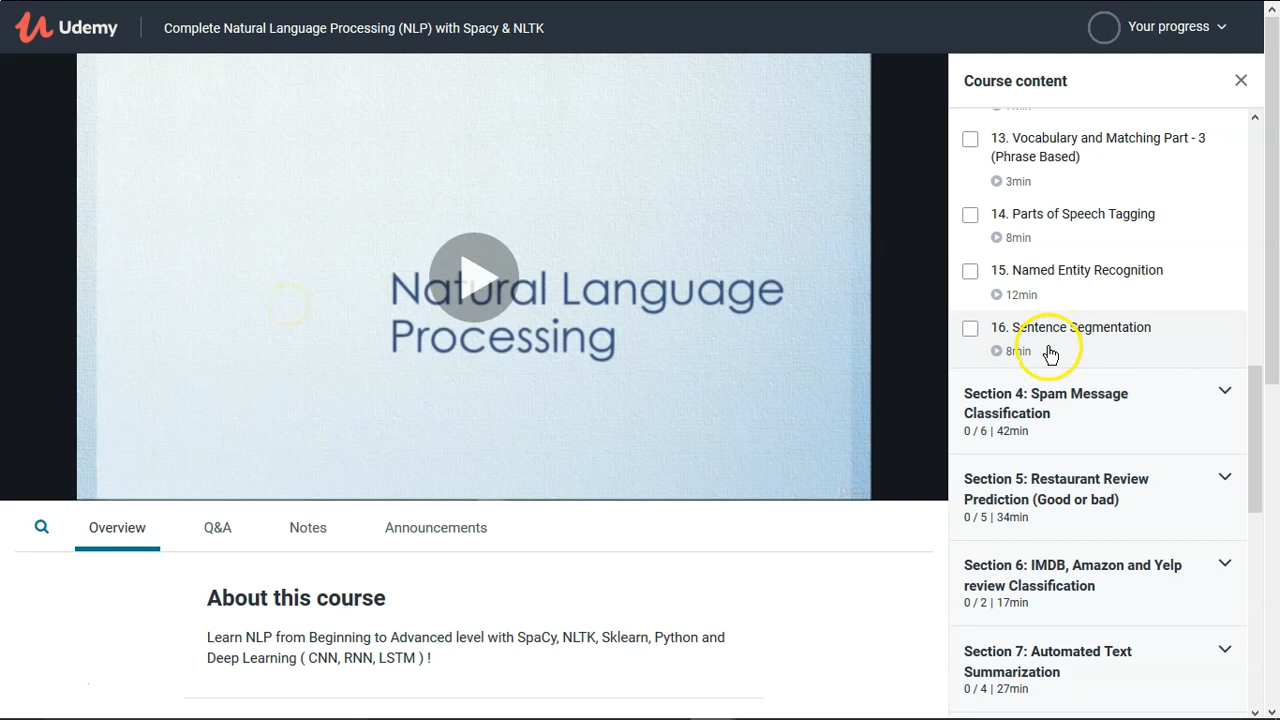 Udemy
Complete Natural Language Processing (NLP) with Spacy & NLTK
Your progress
Natural Language
Processing
Course content
13. Vocabulary and Matching Part - 3
(Phrase Based)
3min
14. Parts of Speech Tagging
8min
15. Named Entity Recognition
12min
16. Sentence Segmentation
8min
Section 4: Spam Message
Classification
0 / 6 | 42min
Section 5: Restaurant Review
Prediction (Good or bad)
0 / 5 | 34min
Section 6: IMDB, Amazon and Yelp
review Classification
0 / 2 | 17min
Section 7: Automated Text
Summarization
0 / 4 | 27min
Overview
Q&A
Notes
Announcements
About this course
Learn NLP from Beginning to Advanced level with SpaCy, NLTK, Sklearn, Python and
Deep Learning ( CNN, RNN, LSTM ) !